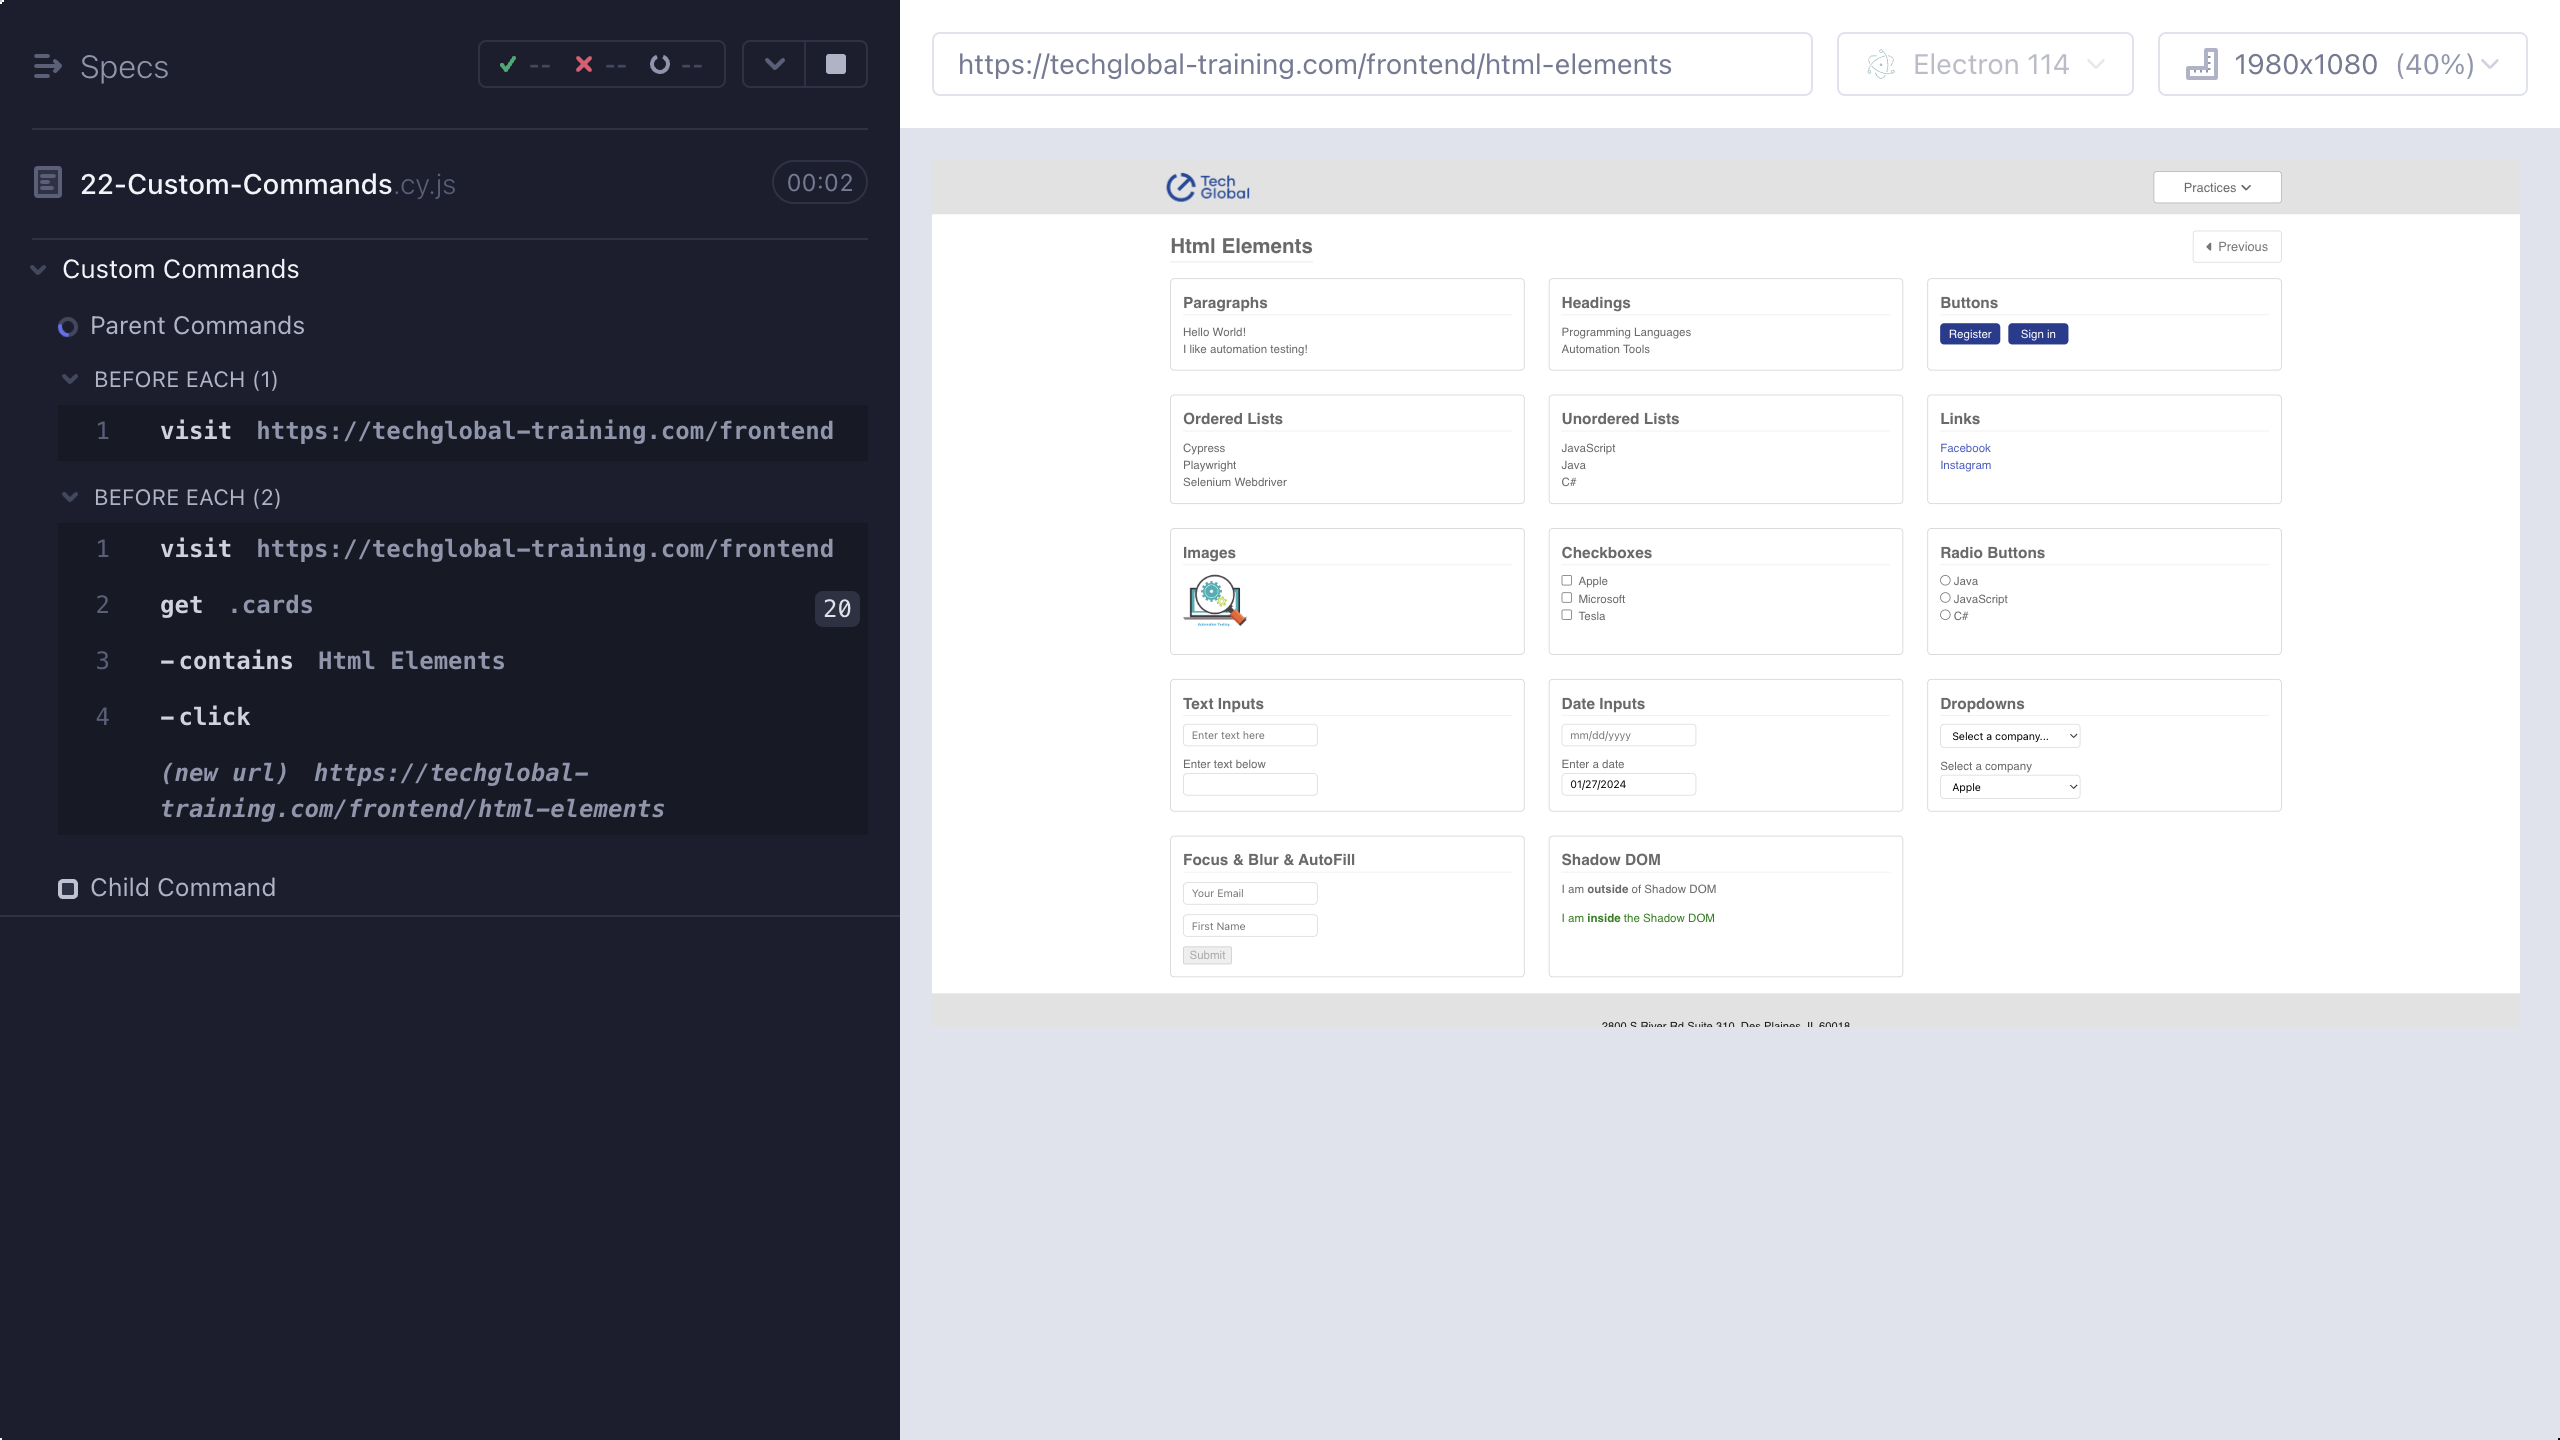 Specs
--
--
--
22-Custom-Commands.cy.js
00:02
Custom Commands
Parent Commands
BEFORE EACH (1)
1 visit https://techglobal-training.com/frontend
BEFORE EACH (2)
1 visit https://techglobal-training.com/frontend
2 get .cards 20
3 -contains Html Elements
4 -click
(new url) https://techglobal-
training.com/frontend/html-elements
Child Command
https://techglobal-training.com/frontend/html-elements
Electron 114
1980x1080 (40%)
Tech
Global
Practices
Html Elements
Previous
Paragraphs
Hello World!
I like automation testing!
Headings
Programming Languages
Automation Tools
Buttons
Register Sign in
Ordered Lists
Cypress
Playwright
Selenium Webdriver
Unordered Lists
JavaScript
Java
C#
Links
Facebook
Instagram
Images
Automation Testing
Checkboxes
Apple
Microsoft
Tesla
Radio Buttons
Java
JavaScript
C#
Text Inputs
Enter text here
Enter text below
Date Inputs
mm/dd/yyyy
Enter a date
01/27/2024
Dropdowns
Select a company...
Select a company
Apple
Focus & Blur & AutoFill
Your Email
First Name
Submit
Shadow DOM
I am outside of Shadow DOM
I am inside the Shadow DOM
2800 S River Rd Suite 310, Des Plaines, IL 60018